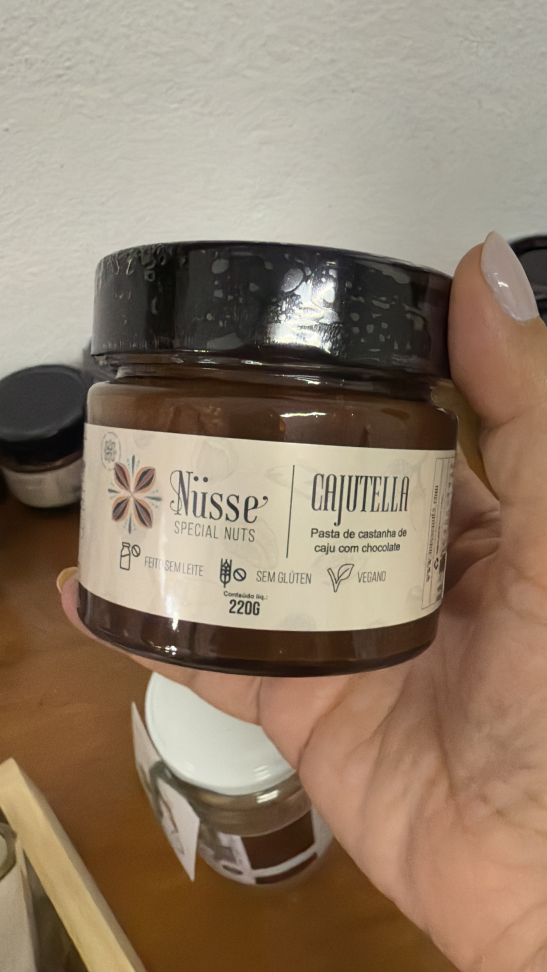 Nüsse
SPECIAL NUTS
CAJUTELLA
Pasta de castanha de
caju com chocolate
FEITO SEM LEITE
SEM GLÚTEN
VEGANO
Conteúdo líq.:
220G